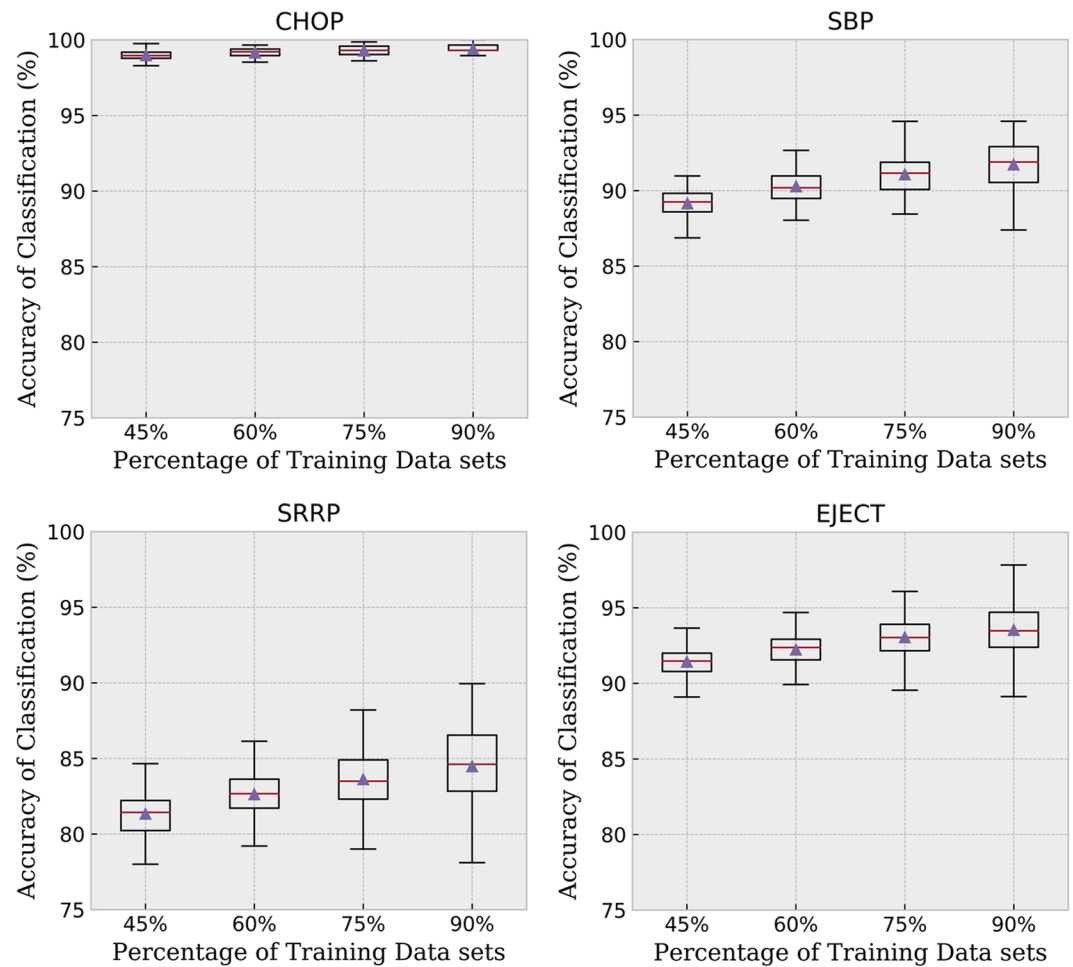 CHOP
100
95
90
85
80
75
45% 60% 75% 90%
Percentage of Training Data sets
Accuracy of Classification (%)
SBP
100
95
90
85
80
75
45% 60% 75% 90%
Percentage of Training Data sets
Accuracy of Classification (%)
SRRP
100
95
90
85
80
75
45% 60% 75% 90%
Percentage of Training Data sets
Accuracy of Classification (%)
EJECT
100
95
90
85
80
75
45% 60% 75% 90%
Percentage of Training Data sets
Accuracy of Classification (%)